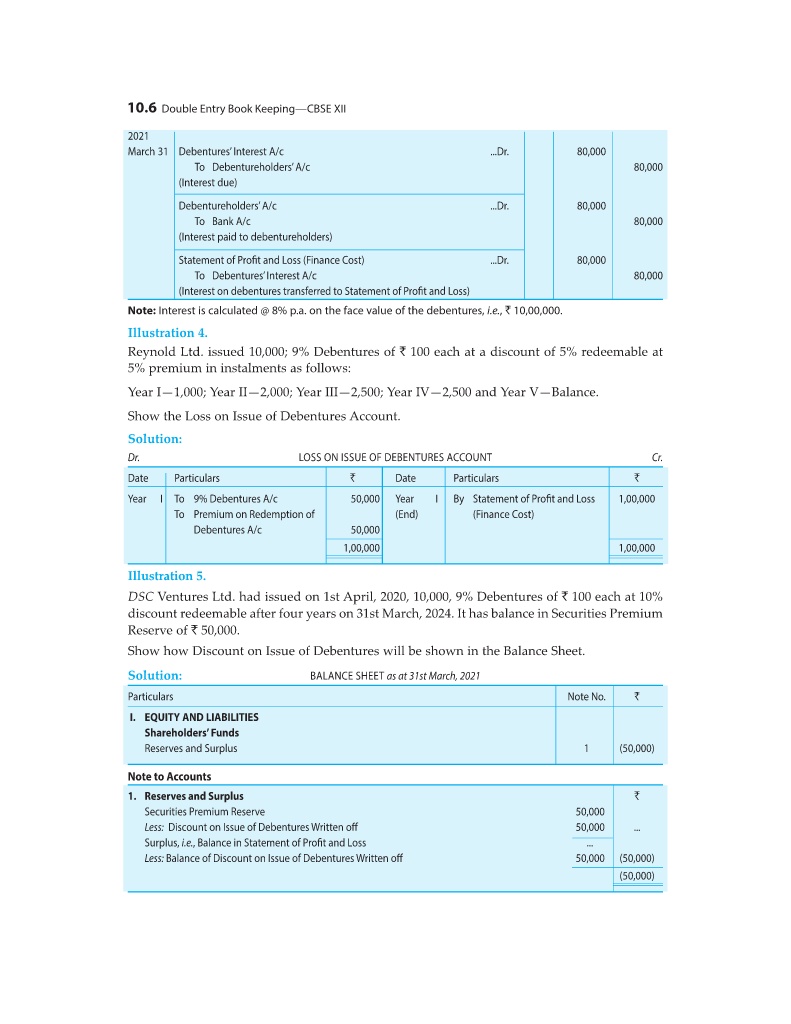 10.6 Double Entry Book Keeping—CBSE XII
2021
March 31 Debentures' Interest A/c ...Dr. 80,000
To Debentureholders' A/c 80,000
(Interest due)
Debentureholders' A/c ...Dr. 80,000
To Bank A/c 80,000
(Interest paid to debentureholders)
Statement of Profit and Loss (Finance Cost) ...Dr. 80,000
To Debentures' Interest A/c 80,000
(Interest on debentures transferred to Statement of Profit and Loss)
Note: Interest is calculated @ 8% p.a. on the face value of the debentures, i.e., ₹ 10,00,000.
Illustration 4.
Reynold Ltd. issued 10,000; 9% Debentures of ₹ 100 each at a discount of 5% redeemable at
5% premium in instalments as follows:
Year I—1,000; Year II—2,000; Year III—2,500; Year IV—2,500 and Year V—Balance.
Show the Loss on Issue of Debentures Account.
Solution:
Dr. LOSS ON ISSUE OF DEBENTURES ACCOUNT Cr.
Date Particulars ₹ Date Particulars ₹
Year I To 9% Debentures A/c 50,000 Year I By Statement of Profit and Loss 1,00,000
To Premium on Redemption of (End) (Finance Cost)
Debentures A/c 50,000
1,00,000 1,00,000
Illustration 5.
DSC Ventures Ltd. had issued on 1st April, 2020, 10,000, 9% Debentures of ₹ 100 each at 10%
discount redeemable after four years on 31st March, 2024. It has balance in Securities Premium
Reserve of ₹ 50,000.
Show how Discount on Issue of Debentures will be shown in the Balance Sheet.
Solution: BALANCE SHEET as at 31st March, 2021
Particulars Note No. ₹
I. EQUITY AND LIABILITIES
Shareholders' Funds
Reserves and Surplus 1 (50,000)
Note to Accounts
1. Reserves and Surplus ₹
Securities Premium Reserve 50,000
Less: Discount on Issue of Debentures Written off 50,000 ...
Surplus, i.e., Balance in Statement of Profit and Loss ...
Less: Balance of Discount on Issue of Debentures Written off 50,000 (50,000)
(50,000)